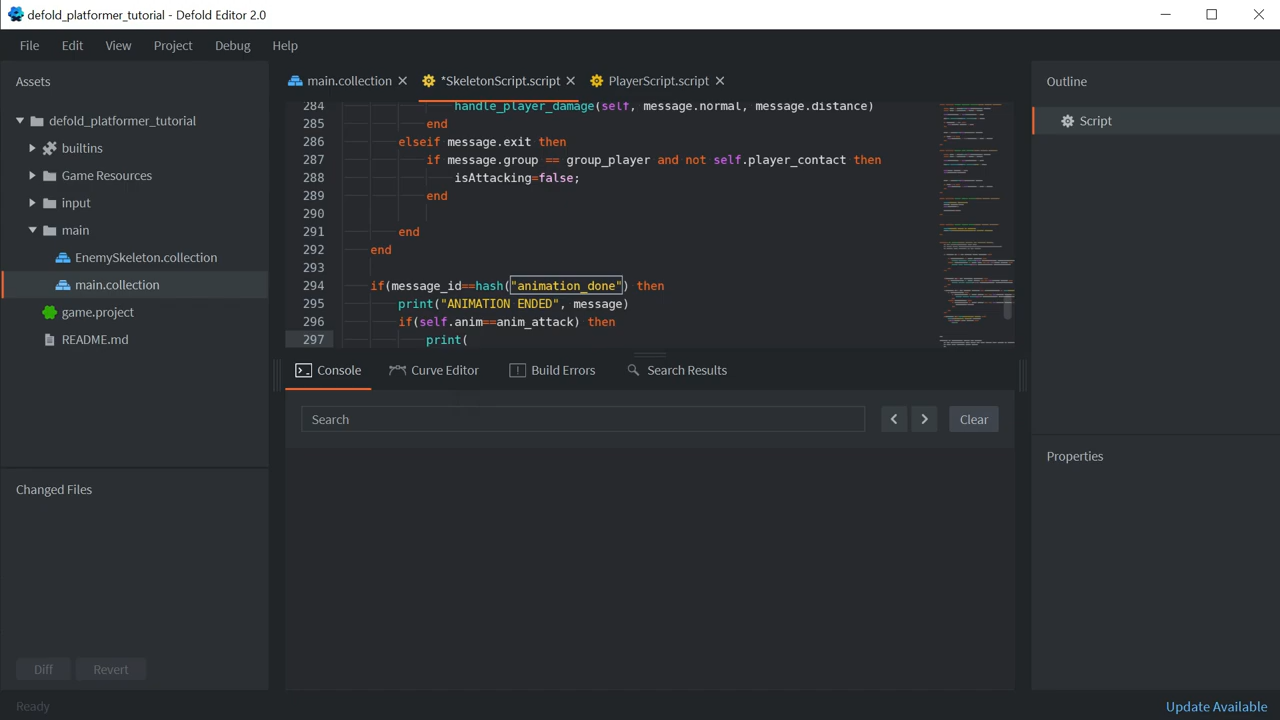 defold_platformer_tutorial - Defold Editor 2.0
File Edit View Project Debug Help
Assets
defold_platformer_tutorial
builtins
Game Resources
input
main
enemySkeleton.collection
main.collection
game.project
README.md
Changed Files
Diff Revert
Ready
main.collection *SkeletonScript.script PlayerScript.script
284 handle_player_damage(self, message.normal, message.distance)
285 end
286 elseif message.exit then
287 if message.group == group_player and not self.player_contact then
288 isAttacking=false;
289 end
290
291 end
292 end
293
294 if(message_id==hash("animation_done") then
295 print("ANIMATION ENDED", message)
296 if(self.anim==anim_attack) then
297 print(
Console Curve Editor Build Errors Search Results
Search
Clear
Outline
Script
Properties
Update Available